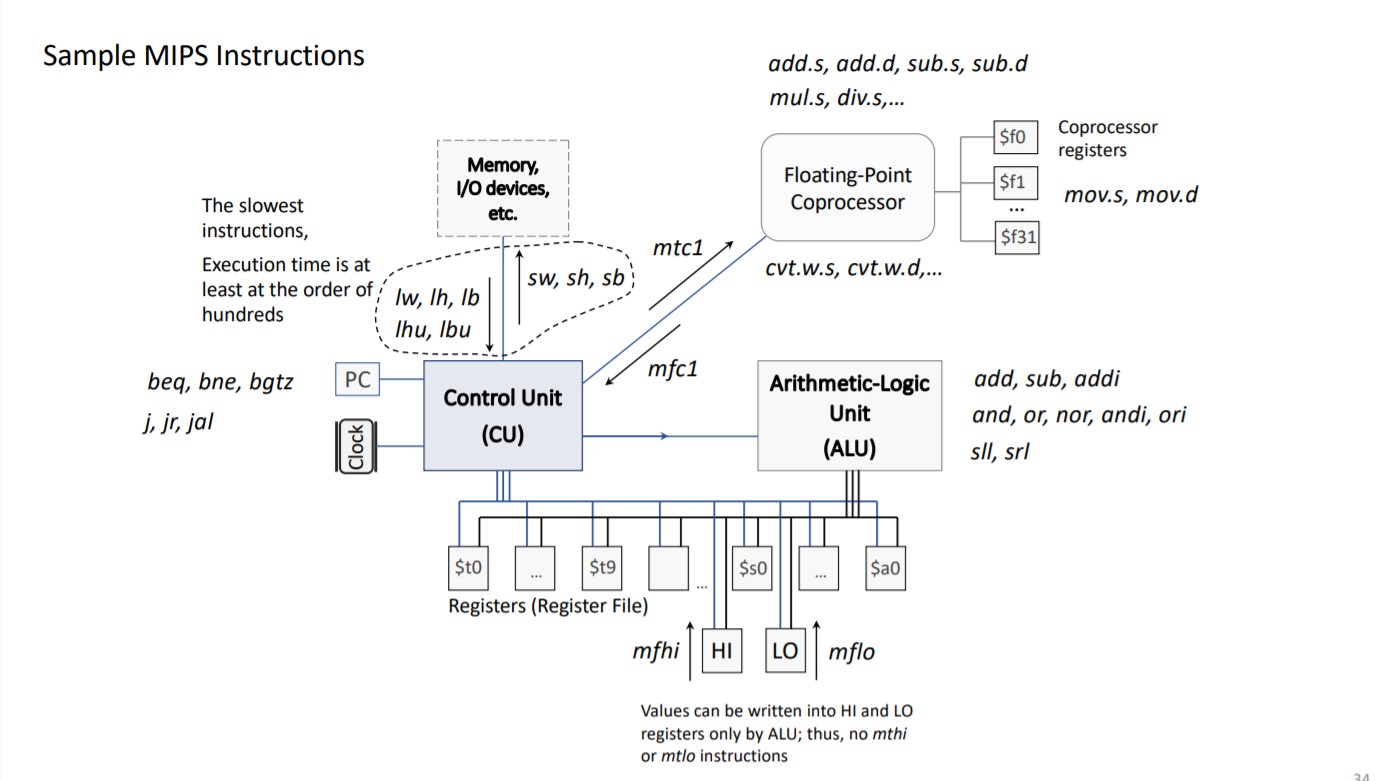 Sample MIPS Instructions
add.s, add.d, sub.s, sub.d
mul.s, div.s,...
Memory,
I/O devices,
etc.
Floating-Point
Coprocessor
$f0
$f1
...
$f31
Coprocessor
registers
mov.s, mov.d
The slowest
instructions,
Execution time is at
least at the order of
hundreds
lw, lh, lb
lhu, lbu
sw, sh, sb
mtc1
mfc1
cvt.w.s, cvt.w.d,...
beq, bne, bgtz
j, jr, jal
PC
Clock
Control Unit
(CU)
Arithmetic-Logic
Unit
(ALU)
add, sub, addi
and, or, nor, andi, ori
sll, srl
$t0
...
$t9
...
$s0
...
$a0
Registers (Register File)
mfhi
HI
LO
mflo
Values can be written into HI and LO
registers only by ALU; thus, no mthi
or mtlo instructions
34